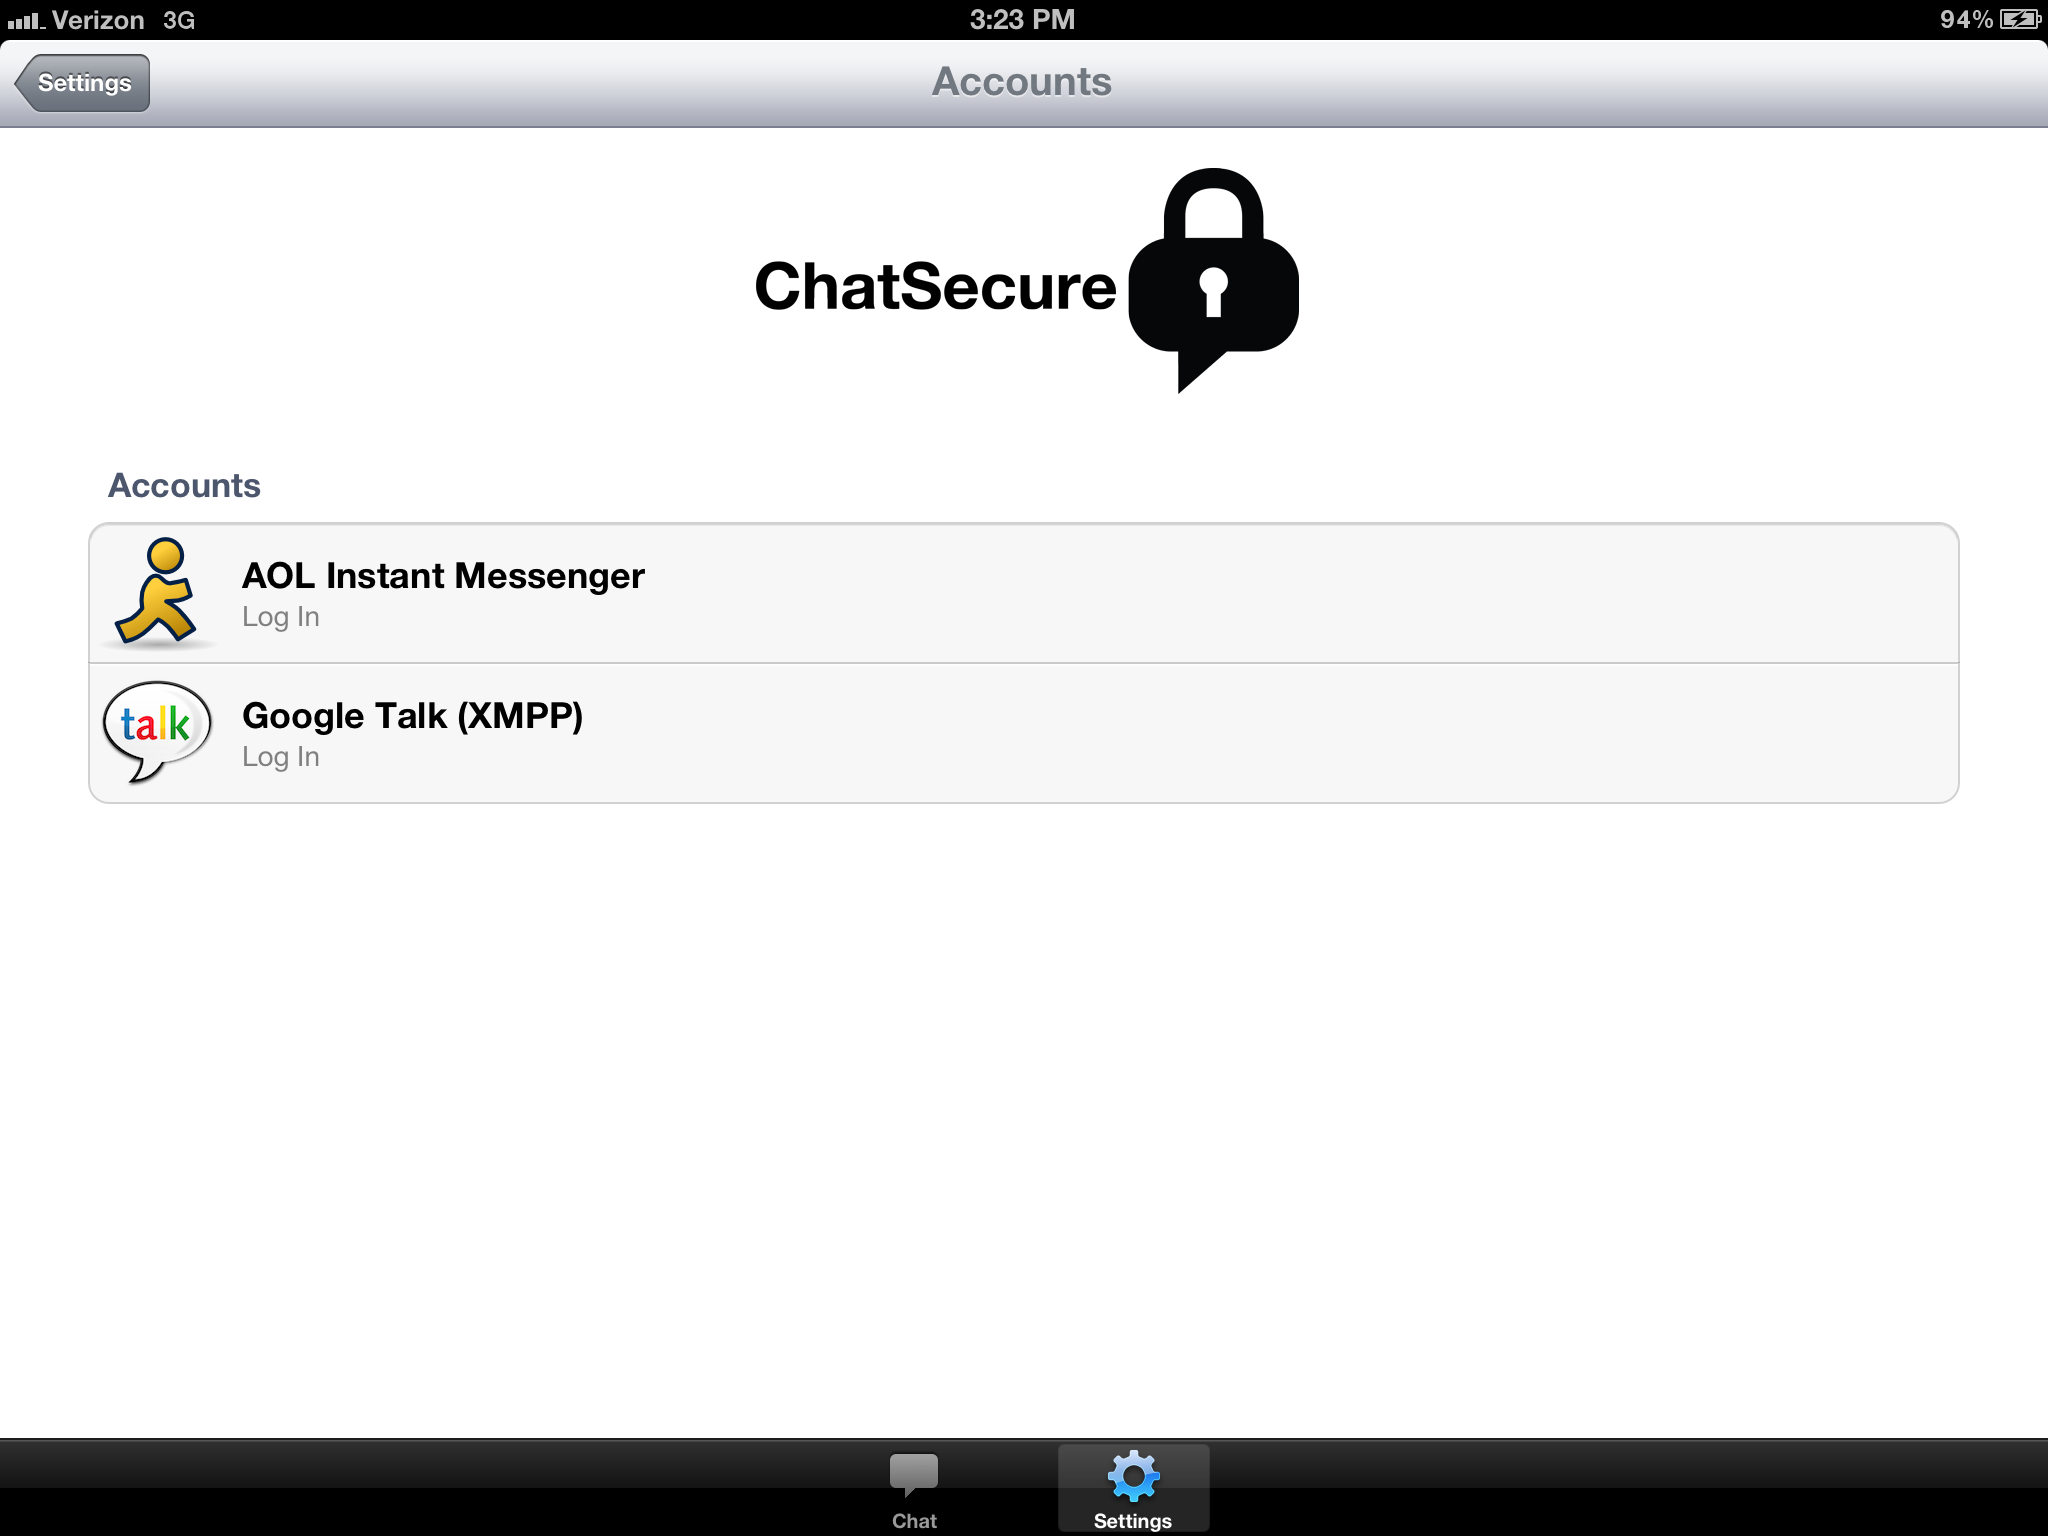 Verizon 3G 3:23 PM 94%
Settings Accounts
ChatSecure
Accounts
AOL Instant Messenger
Log In
talk
Google Talk (XMPP)
Log In
Chat Settings